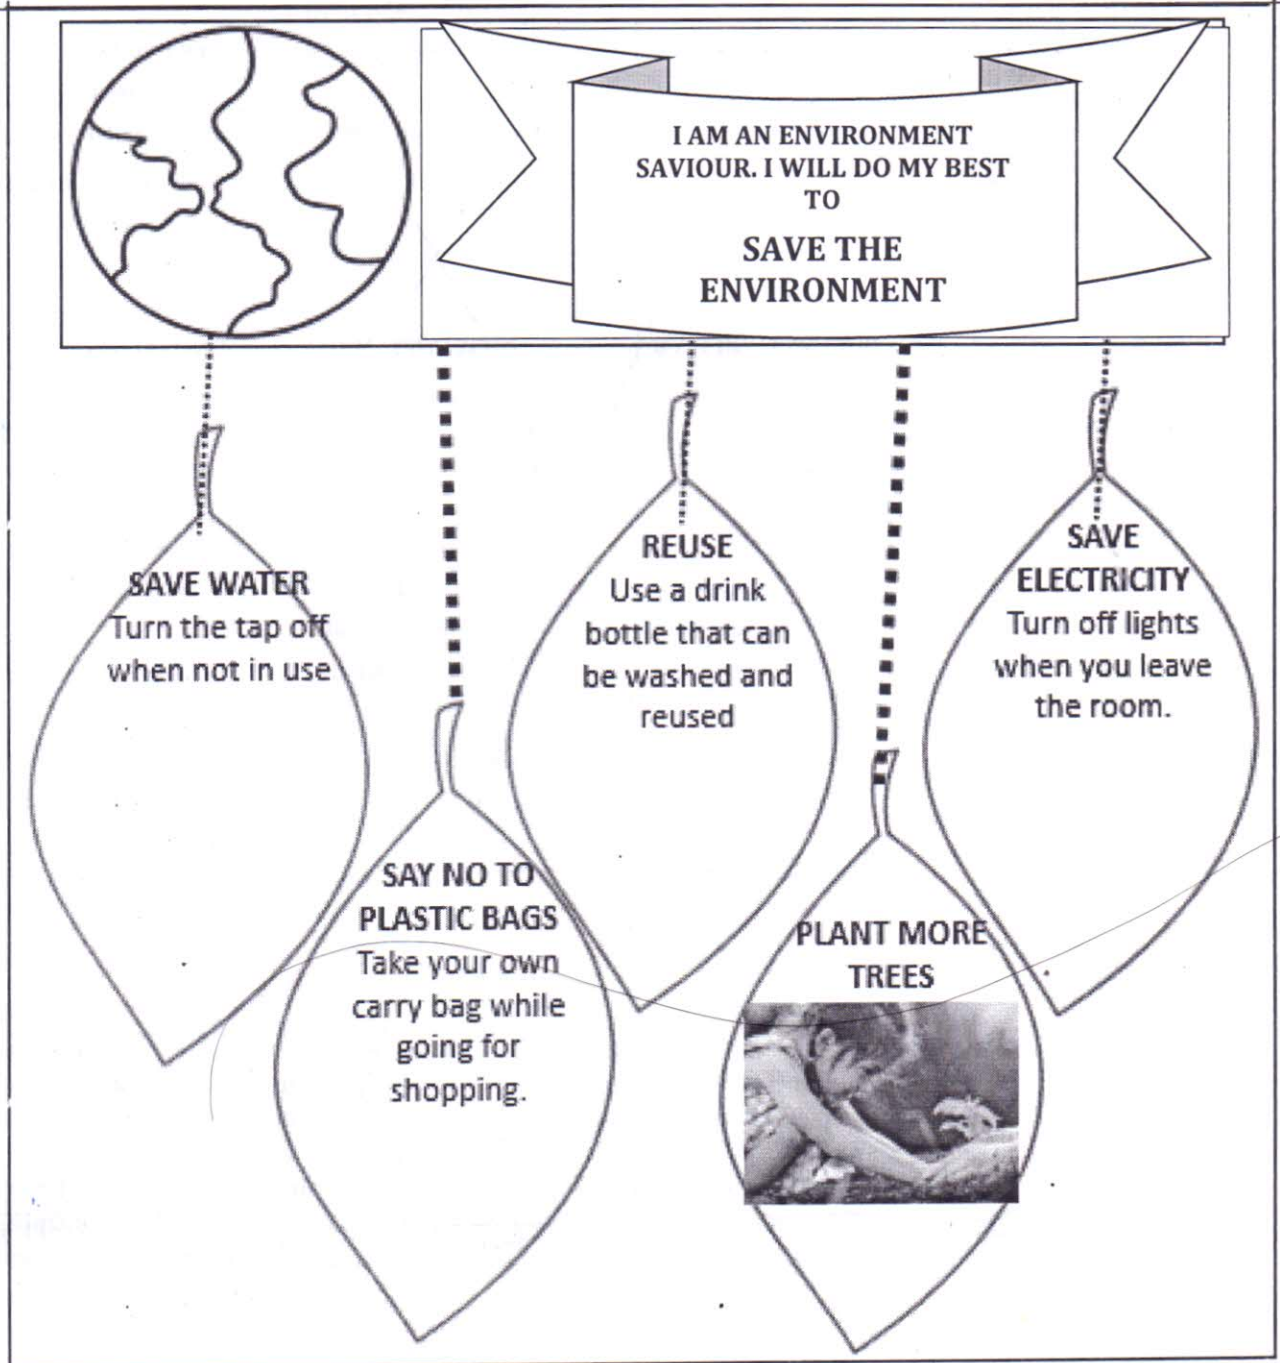 I AM AN ENVIRONMENT
SAVIOUR. I WILL DO MY BEST
TO
SAVE THE
ENVIRONMENT
SAVE WATER
Turn the tap off
when not in use
SAY NO TO
PLASTIC BAGS
Take your own
carry bag while
going for
shopping.
REUSE
Use a drink
bottle that can
be washed and
reused
PLANT MORE
TREES
SAVE
ELECTRICITY
Turn off lights
when you leave
the room.